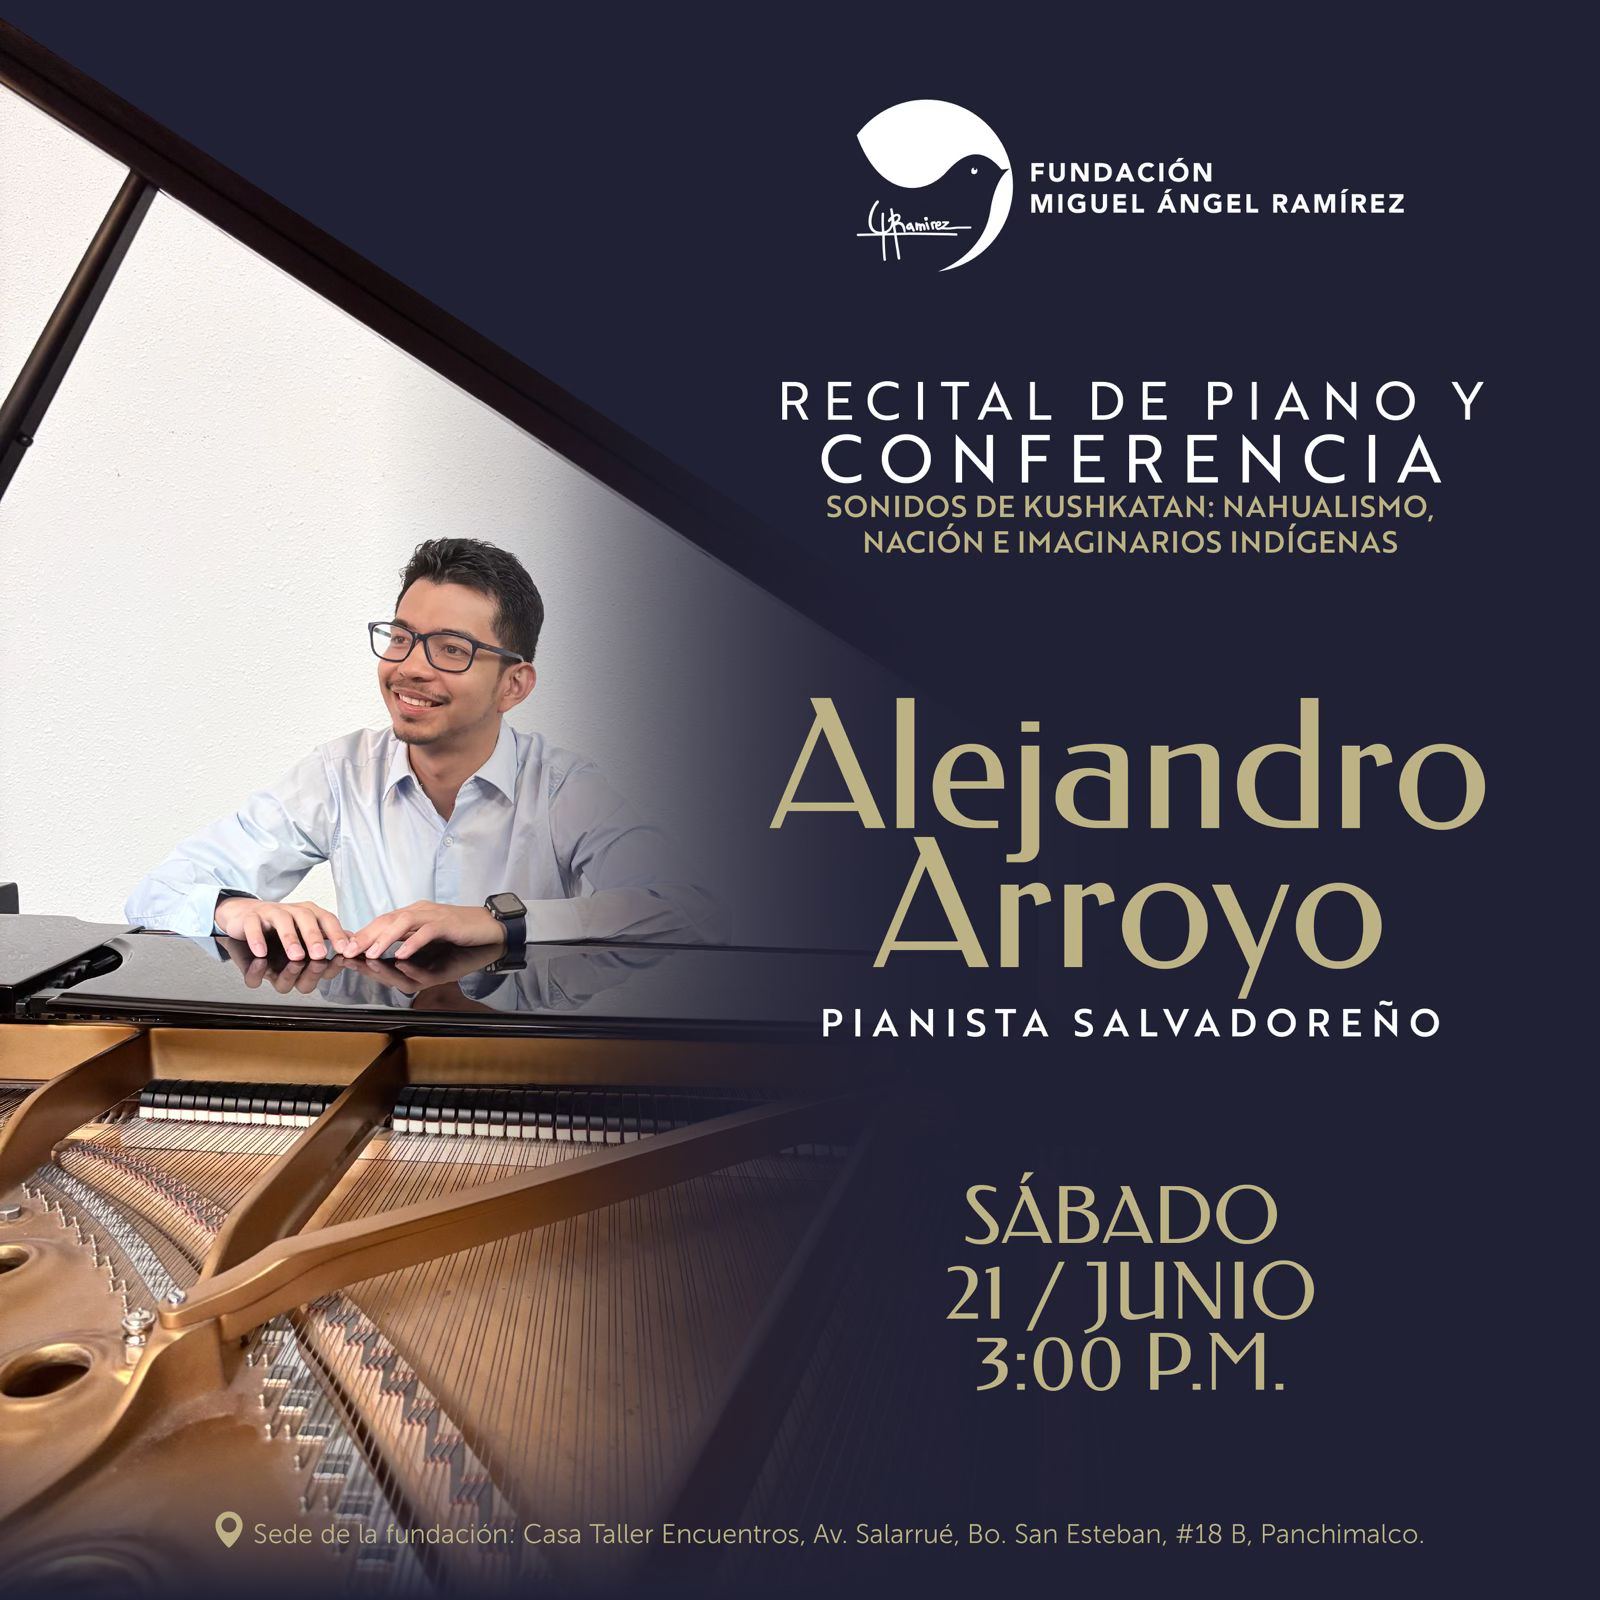 FUNDACIÓN
MIGUEL ÁNGEL RAMÍREZ
Ramirez
RECITAL DE PIANO Y
CONFERENCIA
SONIDOS DE KUSHKATAN: NAHUALISMO,
NACIÓN E IMAGINARIOS INDÍGENAS
Alejandro
Arroyo
PIANISTA SALVADOREÑO
SÁBADO
21 / JUNIO
3:00 P.M.
Sede de la fundación: Casa Taller Encuentros, Av. Salarrué, Bo. San Esteban, #18 B, Panchimalco.